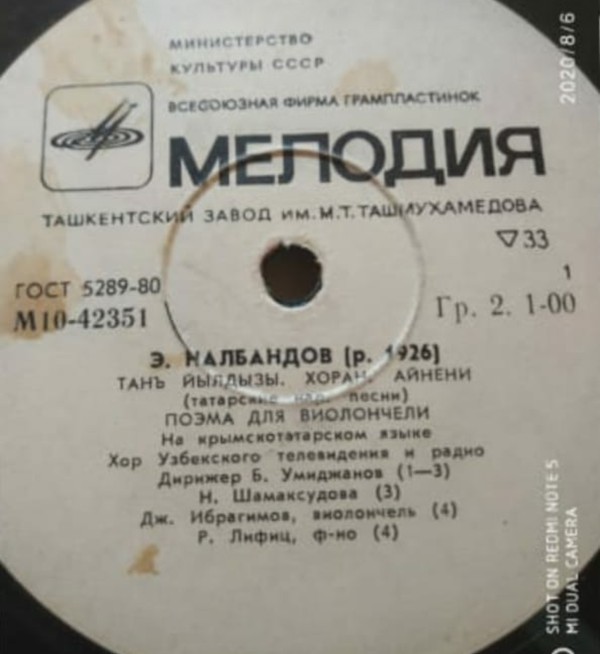 МИНИСТЕРСТВО
КУЛЬТУРЫ СССР
ВСЕСОЮЗНАЯ ФИРМА ГРАМПЛАСТИНОК
МЕЛОДИЯ
ТАШКЕНТСКИЙ ЗАВОД ИМ.М.Т.ТАШМУХАМЕДОВА
▽33
ГОСТ 5289-80
1
М10-42351
Гр. 2. 1-00
Э. НАЛБАНДОВ (р. 1926)
ТАНЪ ЙЫЛДЫЗЫ. ХОРАН. АЙНЕНИ
(татарские нар. песни)
ПОЭМА ДЛЯ ВИОЛОНЧЕЛИ
На крымскотатарском языке
Хор Узбекского телевидения и радио
Дирижер Б. Умиджанов (1—3)
Н. Шамаксудова (3)
Дж. Ибрагимов, виолончель (4)
Р. Лифиц, ф-но (4)
2020/8/6
SHOT ON REDMI NOTE 5
MI DUAL CAMERA